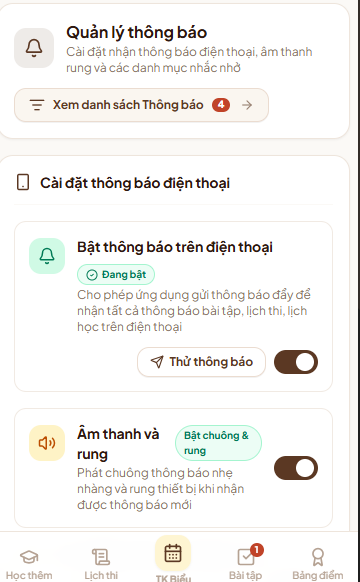 Quản lý thông báo
Cài đặt nhận thông báo điện thoại, âm thanh
rung và các danh mục nhắc nhở
Xem danh sách Thông báo 4
Cài đặt thông báo điện thoại
Bật thông báo trên điện thoại
Đang bật
Cho phép ứng dụng gửi thông báo đẩy để
nhận tất cả thông báo bài tập, lịch thi, lịch
học trên điện thoại
Thử thông báo
Âm thanh và
rung
Bật chuông &
rung
Phát chuông thông báo nhẹ
nhàng và rung thiết bị khi nhận
được thông báo mới
1
Học thêm
Lịch thi
TK Biểu
Bài tập
Bảng điểm